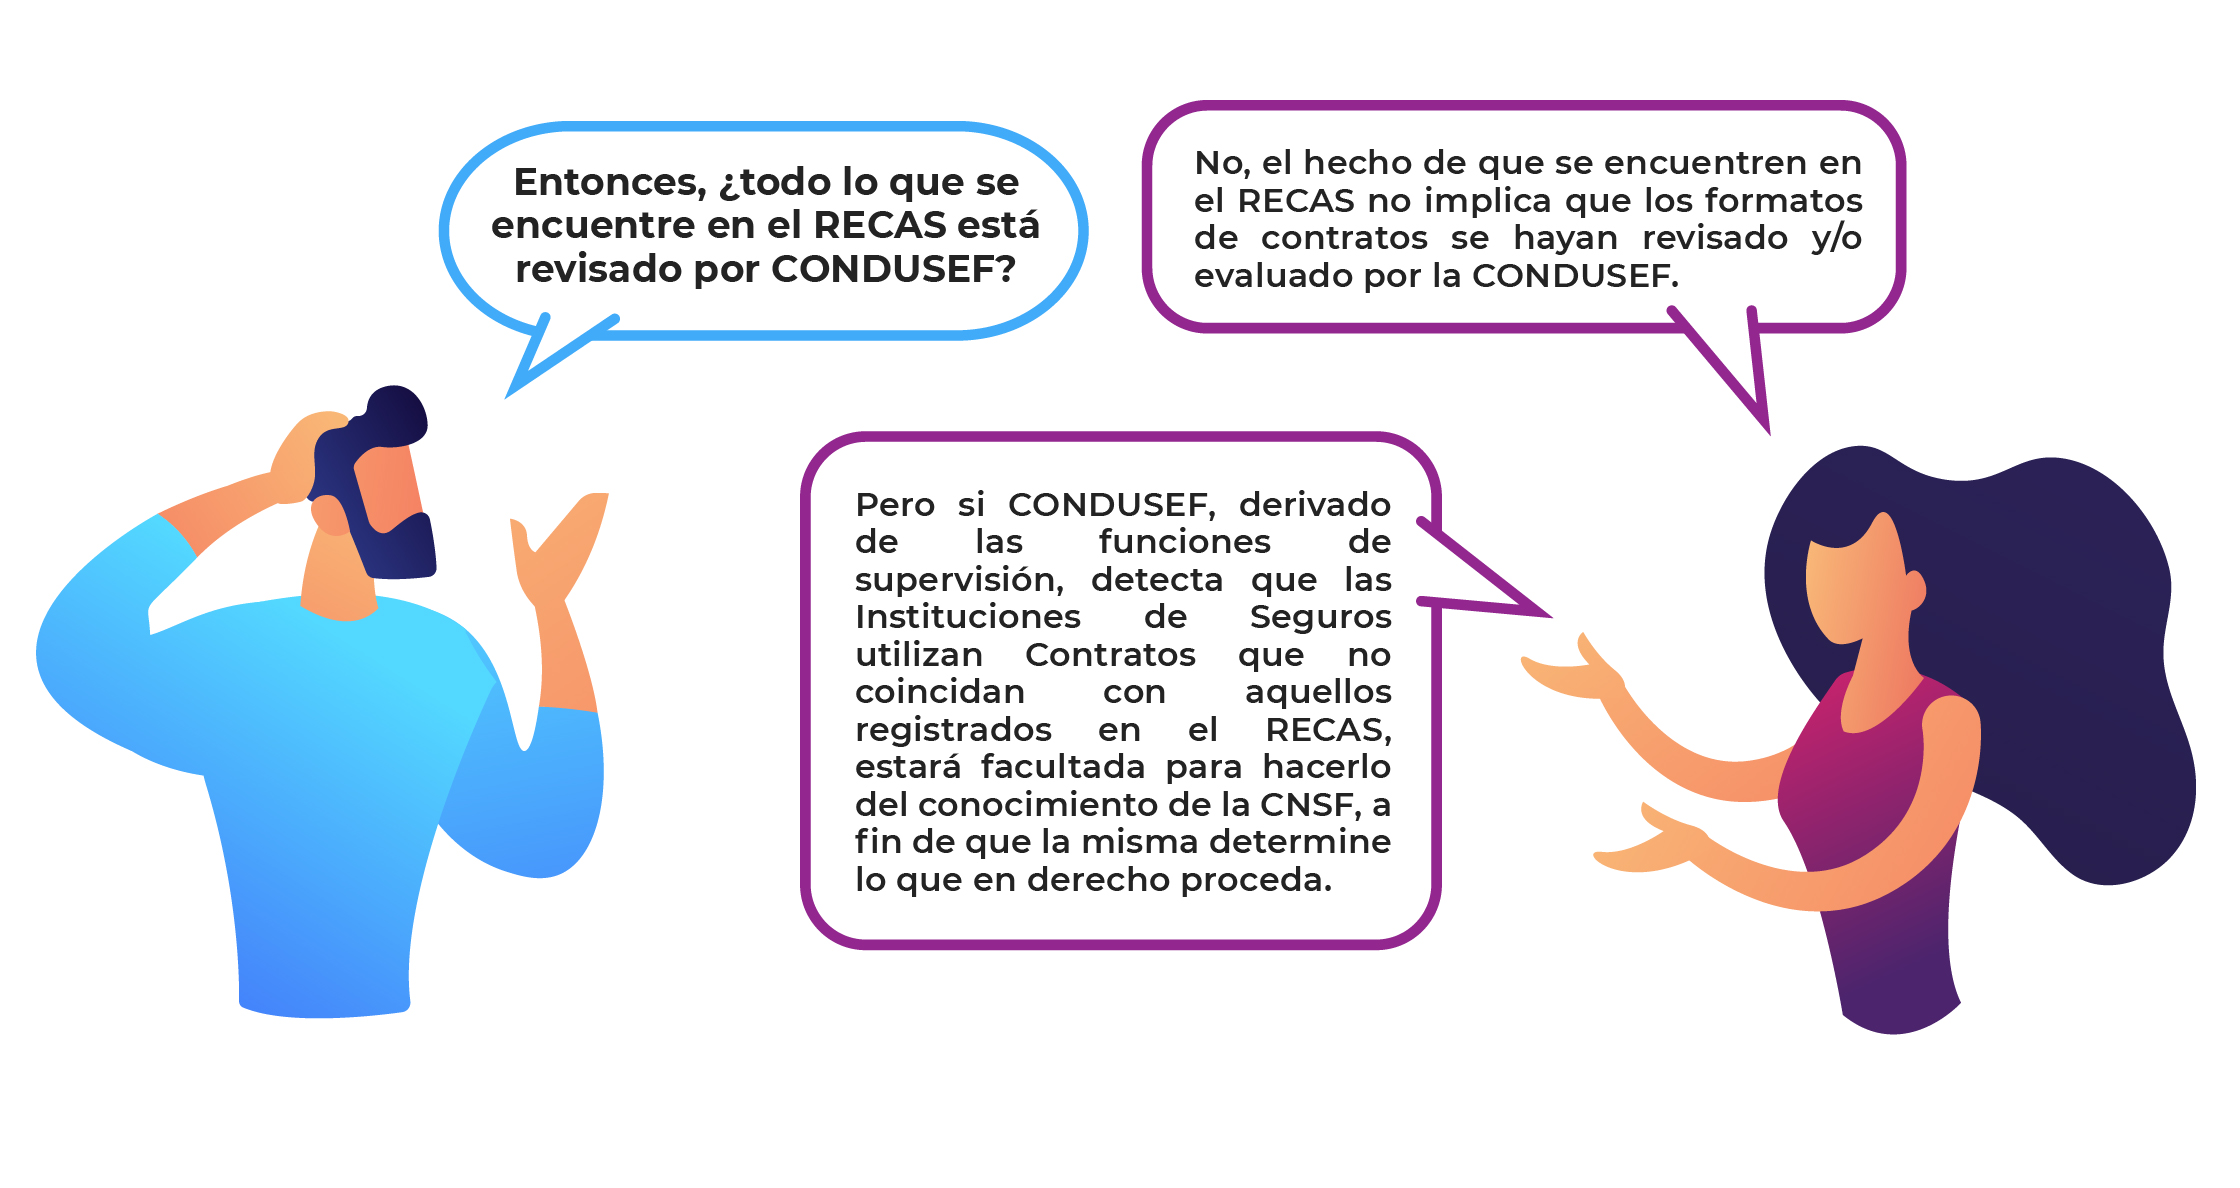 Entonces, ¿todo lo que se
encuentre en el RECAS está
revisado por CONDUSEF?
No, el hecho de que se encuentren en
el RECAS no implica que los formatos
de contratos se hayan revisado y/o
evaluado por la CONDUSEF.
Pero si CONDUSEF, derivado
de las funciones de
supervisión, detecta que las
Instituciones de Seguros
utilizan Contratos que no
coincidan con aquellos
registrados en el RECAS,
estará facultada para hacerlo
del conocimiento de la CNSF, a
fin de que la misma determine
lo que en derecho proceda.